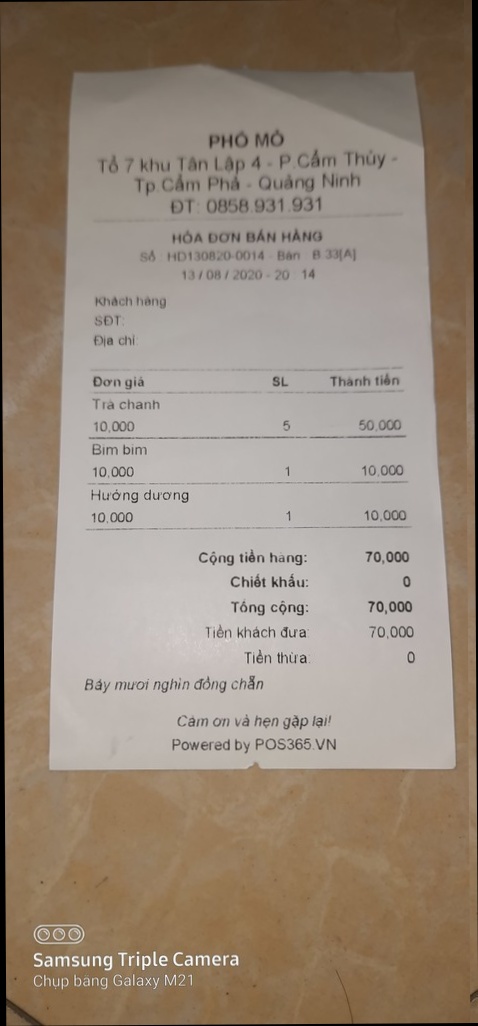 PHỐ MỎ
Tổ 7 khu Tân Lập 4 - P.Cẩm Thủy -
Tp.Cẩm Phả - Quảng Ninh
ĐT: 0858.931.931
HÓA ĐƠN BÁN HÀNG
Số : HD130820-0014 - Bàn : B.33[A]
13 / 08 / 2020 - 20 : 14
Khách hàng
SĐT:
Địa chỉ:
Đơn giá SL Thành tiền
Trà chanh
10,000 5 50,000
Bim bim
10,000 1 10,000
Hướng dương
10,000 1 10,000
Cộng tiền hàng: 70,000
Chiết khấu: 0
Tổng cộng: 70,000
Tiền khách đưa: 70,000
Tiền thừa: 0
Bảy mươi nghìn đồng chẵn
Cảm ơn và hẹn gặp lại!
Powered by POS365.VN
Samsung Triple Camera
Chụp bằng Galaxy M21